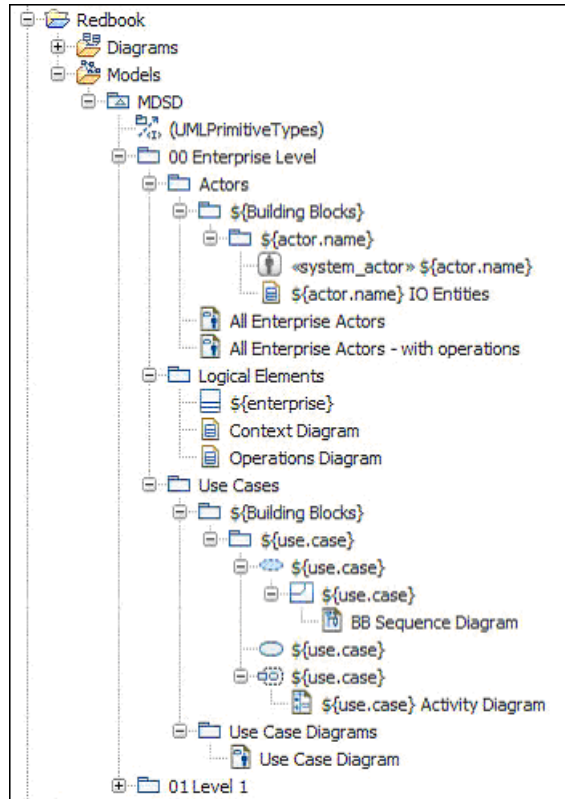 Redbook
Diagrams
Models
MDSD
(UMLPrimitiveTypes)
00 Enterprise Level
Actors
${Building Blocks}
${actor.name}
«system_actor» ${actor.name}
${actor.name} IO Entities
All Enterprise Actors
All Enterprise Actors - with operations
Logical Elements
${enterprise}
Context Diagram
Operations Diagram
Use Cases
${Building Blocks}
${use.case}
${use.case}
${use.case}
BB Sequence Diagram
${use.case}
${use.case}
${use.case} Activity Diagram
Use Case Diagrams
Use Case Diagram
01 Level 1